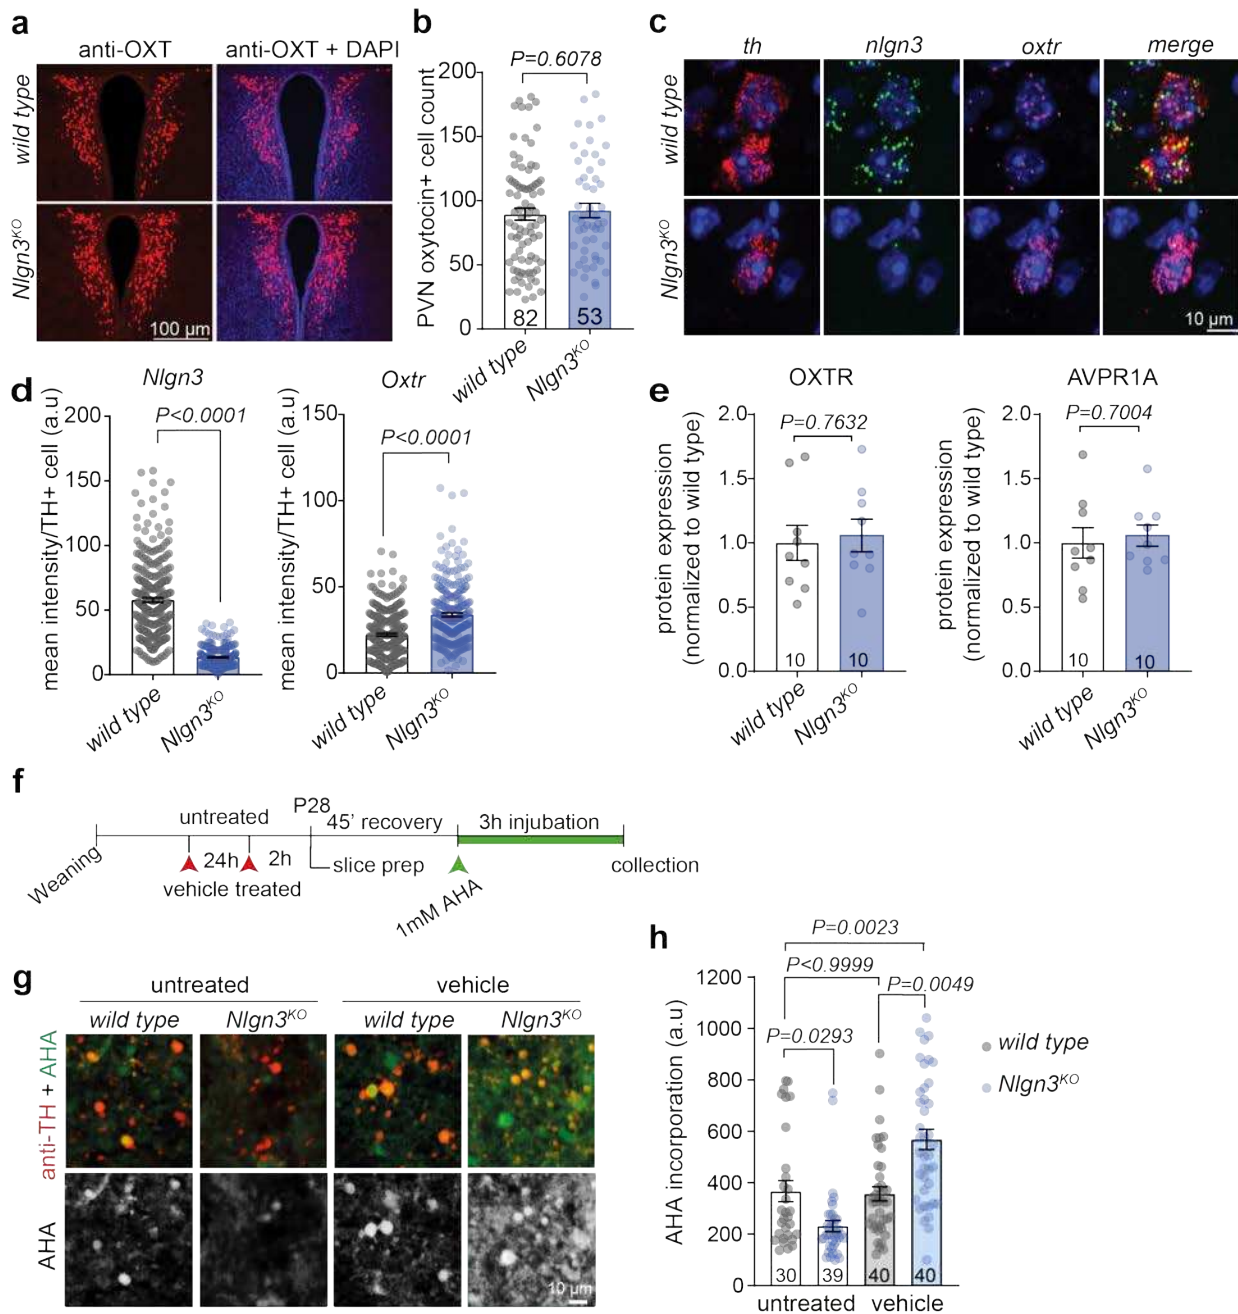 a
anti-OXT
anti-OXT + DAPI
wild type
Nlgn3KO
100 µm
b
P=0.6078
PVN oxytocin+ cell count
200
150
100
50
0
82
53
wild type
Nlgn3KO
c
th
nlgn3
oxtr
merge
wild type
Nlgn3KO
10 µm
d
Nlgn3
P<0.0001
mean intensity/TH+ cell (a.u)
200
150
100
50
0
wild type
Nlgn3KO
Oxtr
P<0.0001
mean intensity/TH+ cell (a.u)
150
100
50
0
wild type
Nlgn3KO
e
OXTR
P=0.7632
protein expression
(normalized to wild type)
2.0
1.5
1.0
0.5
0.0
10
10
wild type
Nlgn3KO
AVPR1A
P=0.7004
protein expression
(normalized to wild type)
2.0
1.5
1.0
0.5
0.0
10
10
wild type
Nlgn3KO
f
untreated
P28
45' recovery
3h injubation
Weaning
24h
2h
slice prep
collection
vehicle treated
1mM AHA
g
untreated
vehicle
wild type
Nlgn3KO
wild type
Nlgn3KO
anti-TH + AHA
AHA
10 µm
h
P=0.0023
P<0.9999
P=0.0049
P=0.0293
AHA incorporation (a.u)
1200
1000
800
600
400
200
0
30
39
40
40
untreated
vehicle
wild type
Nlgn3KO